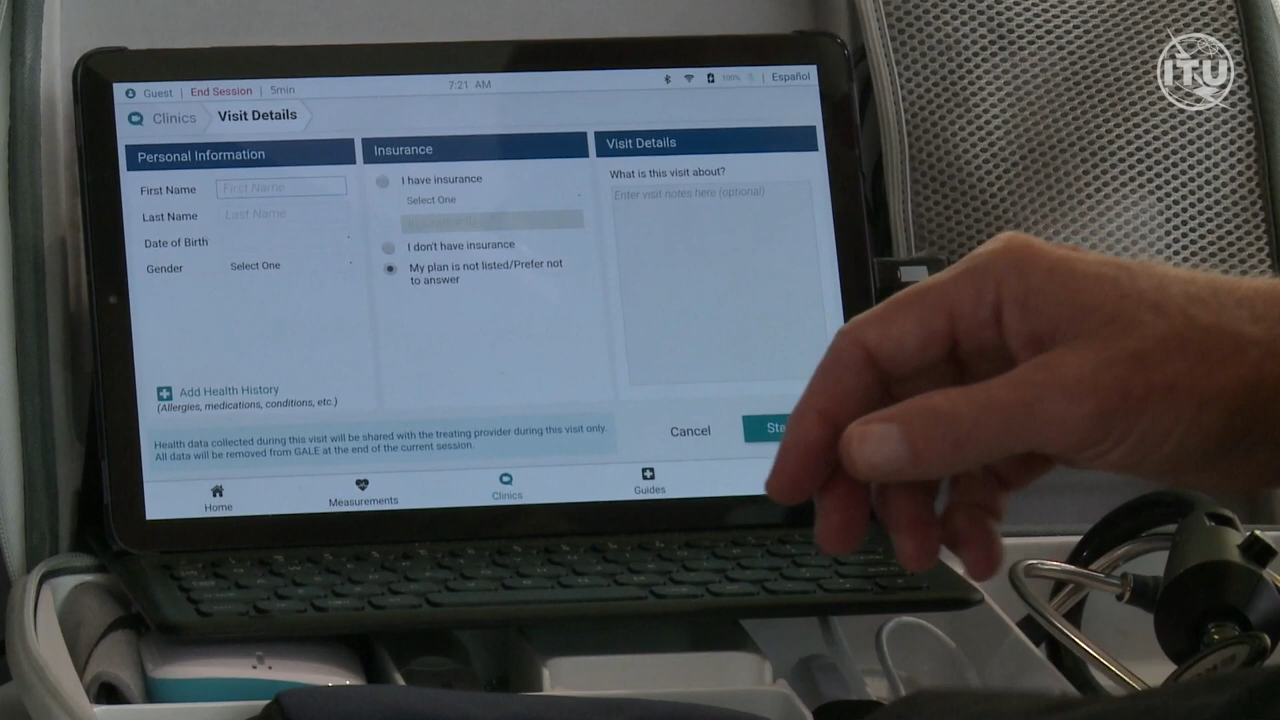 ITU
Guest | End Session | 5min
7:21 AM
100%
| Español
Clinics
Visit Details
Personal Information
First Name
First Name
Last Name
Last Name
Date of Birth
Gender
Select One
Add Health History
(Allergies, medications, conditions, etc.)
Insurance
I have insurance
Select One
I don't have insurance
My plan is not listed/Prefer not
to answer
Visit Details
What is this visit about?
Enter visit notes here (optional)
Health data collected during this visit will be shared with the treating provider during this visit only.
All data will be removed from GALE at the end of the current session.
Cancel
Sta
Home
Measurements
Clinics
Guides